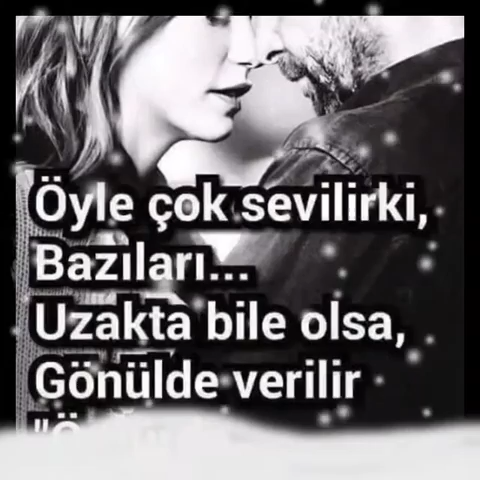 Öyle çok sevilirki,
Bazıları...
Uzakta bile olsa,
Gönülde verilir